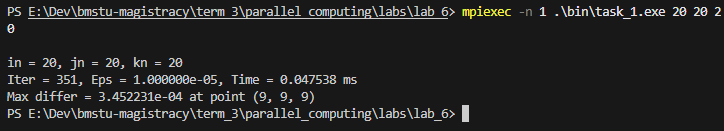 PS E:\Dev\bmstu-magistracy\term_3\parallel_computing\labs\lab_6> mpiexec -n 1 .\bin\task_1.exe 20 20 2
0
in = 20, jn = 20, kn = 20
Iter = 351, Eps = 1.000000e-05, Time = 0.047538 ms
Max differ = 3.452231e-04 at point (9, 9, 9)
PS E:\Dev\bmstu-magistracy\term_3\parallel_computing\labs\lab_6>